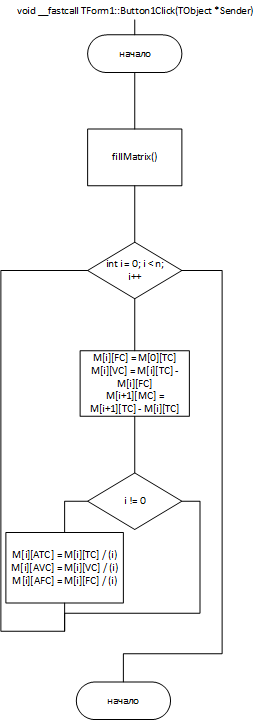 void __fastcall TForm1::Button1Click(TObject *Sender)
начало
fillMatrix()
int i = 0; i < n;
i++
M[i][FC] = M[0][TC]
M[i][VC] = M[i][TC] -
M[i][FC]
M[i+1][MC] =
M[i+1][TC] - M[i][TC]
i != 0
M[i][ATC] = M[i][TC] / (i)
M[i][AVC] = M[i][VC] / (i)
M[i][AFC] = M[i][FC] / (i)
начало